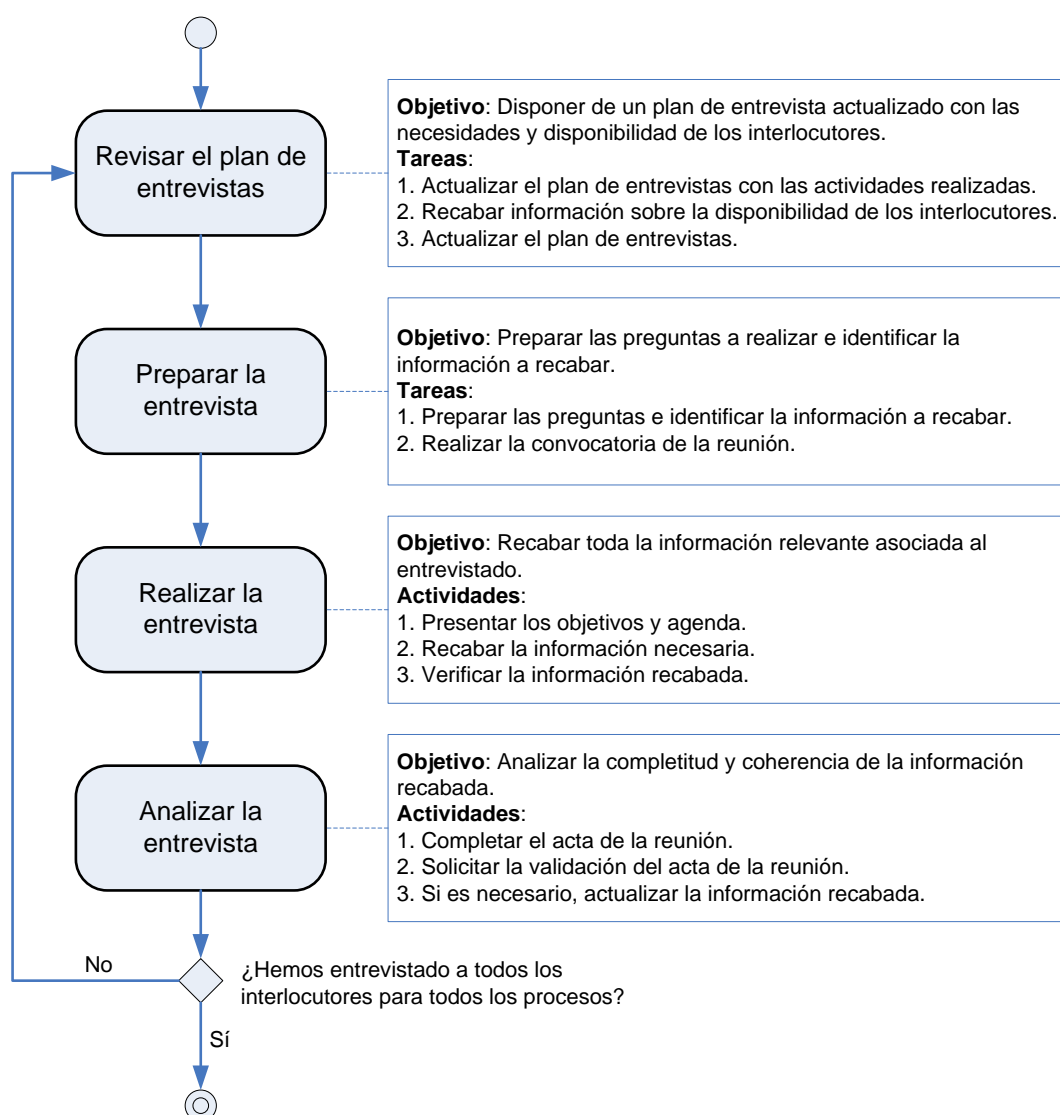 Revisar el plan de
entrevistas
Objetivo: Disponer de un plan de entrevista actualizado con las
necesidades y disponibilidad de los interlocutores.
Tareas:
1. Actualizar el plan de entrevistas con las actividades realizadas.
2. Recabar información sobre la disponibilidad de los interlocutores.
3. Actualizar el plan de entrevistas.
Preparar la
entrevista
Objetivo: Preparar las preguntas a realizar e identificar la
información a recabar.
Tareas:
1. Preparar las preguntas e identificar la información a recabar.
2. Realizar la convocatoria de la reunión.
Realizar la
entrevista
Objetivo: Recabar toda la información relevante asociada al
entrevistado.
Actividades:
1. Presentar los objetivos y agenda.
2. Recabar la información necesaria.
3. Verificar la información recabada.
Analizar la
entrevista
Objetivo: Analizar la completitud y coherencia de la información
recabada.
Actividades:
1. Completar el acta de la reunión.
2. Solicitar la validación del acta de la reunión.
3. Si es necesario, actualizar la información recabada.
No
¿Hemos entrevistado a todos los
interlocutores para todos los procesos?
Sí